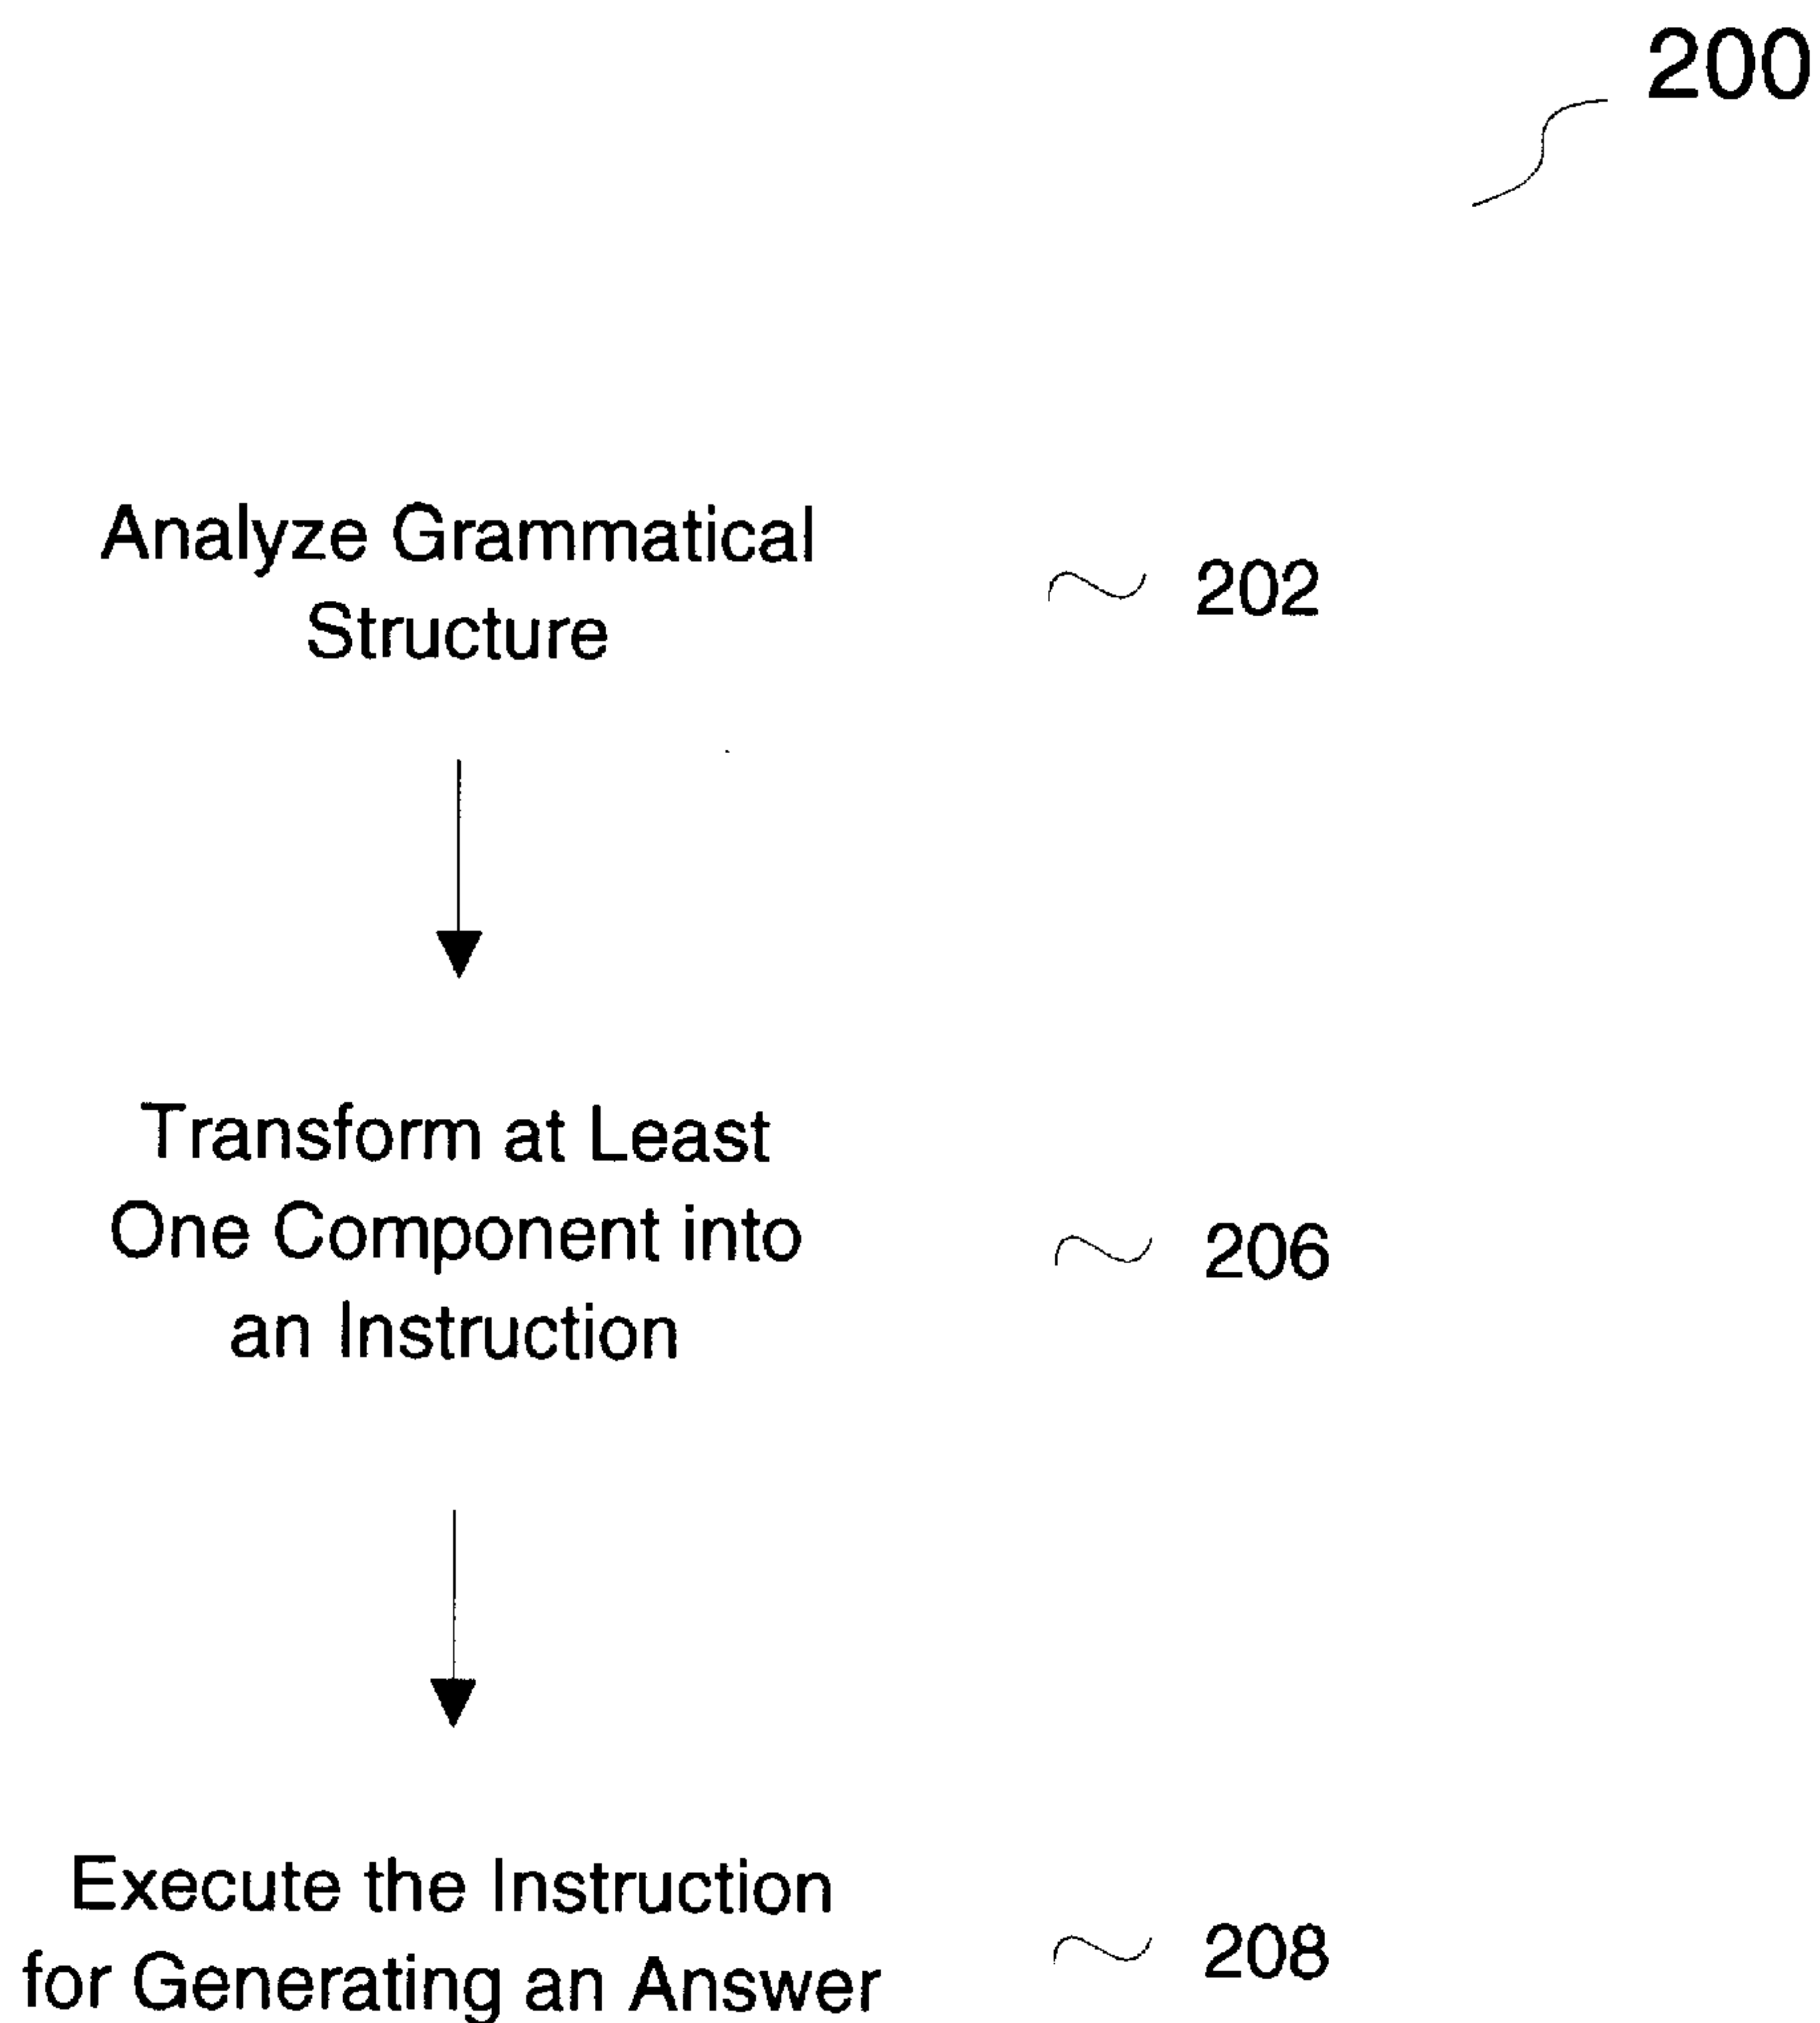 200
Analyze Grammatical
Structure
202
Transform at Least
One Component into
an Instruction
206
Execute the Instruction
for Generating an Answer
208